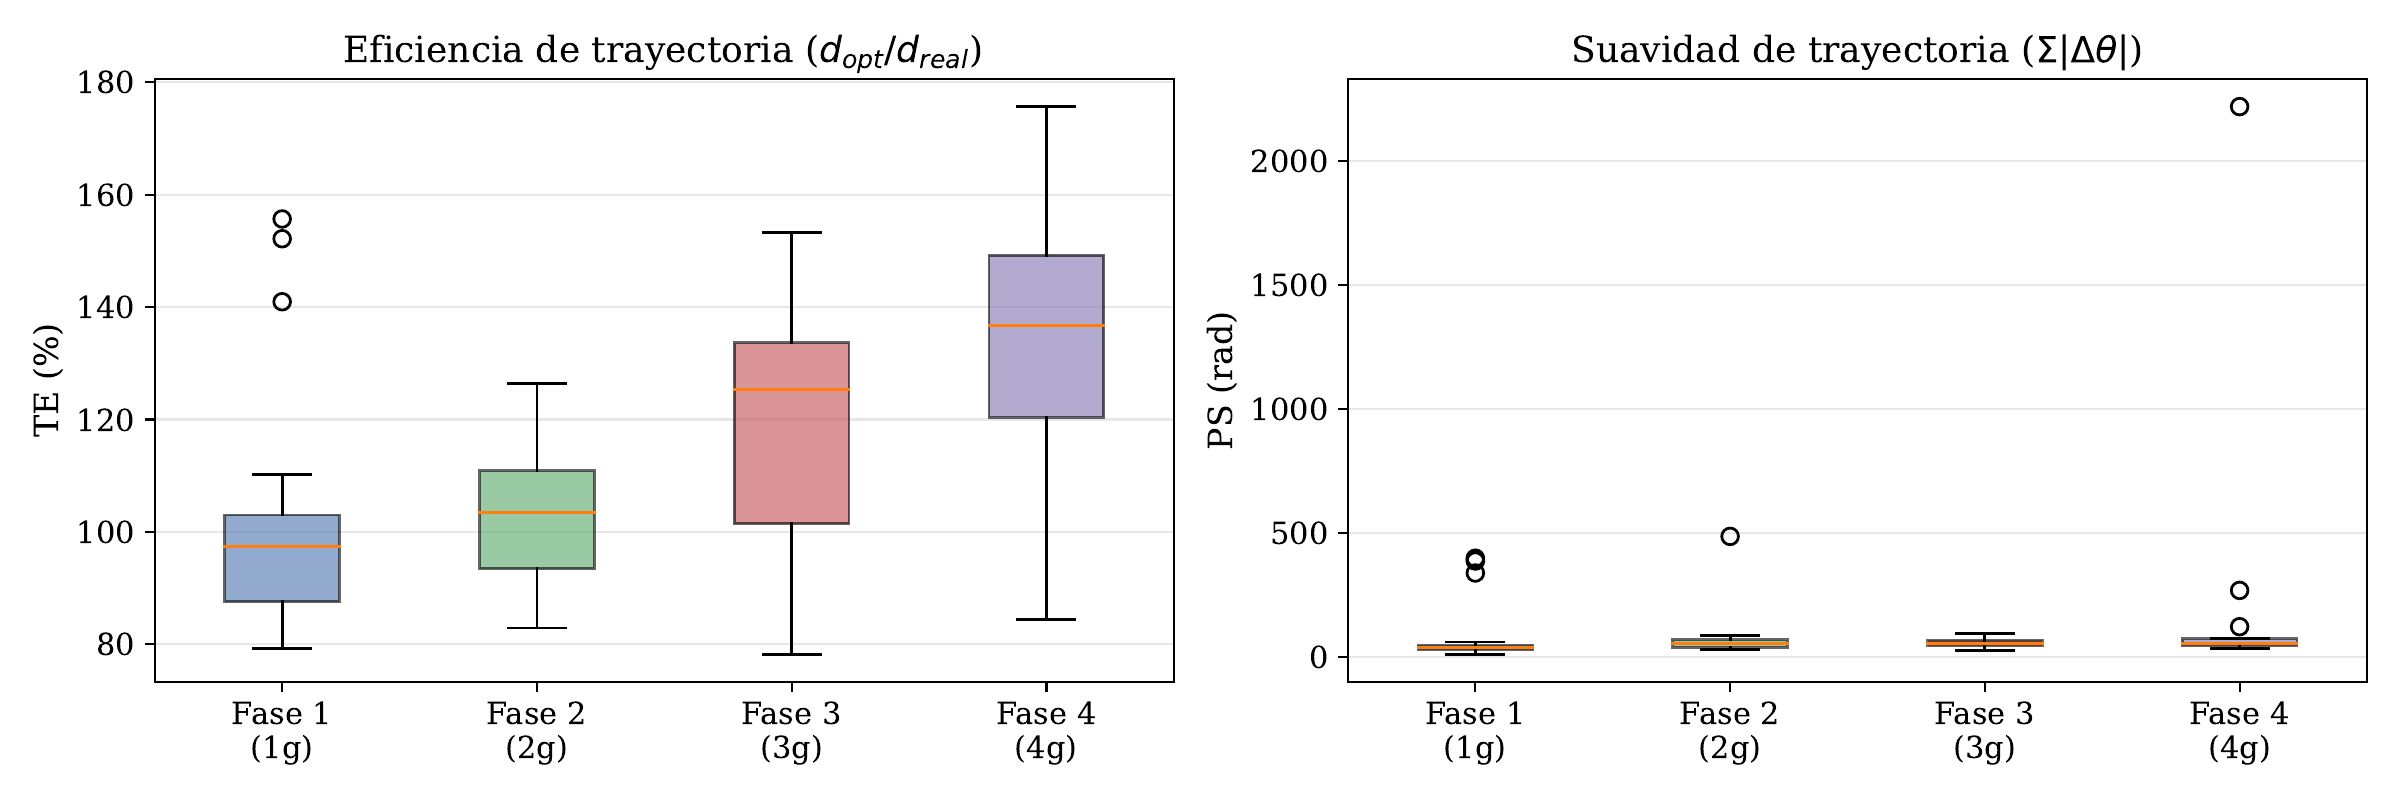 Eficiencia de trayectoria (d_opt/d_real)
TE (%)
180
160
140
120
100
80
Fase 1
(1g)
Fase 2
(2g)
Fase 3
(3g)
Fase 4
(4g)
Suavidad de trayectoria (Σ|Δθ|)
PS (rad)
2000
1500
1000
500
0
Fase 1
(1g)
Fase 2
(2g)
Fase 3
(3g)
Fase 4
(4g)